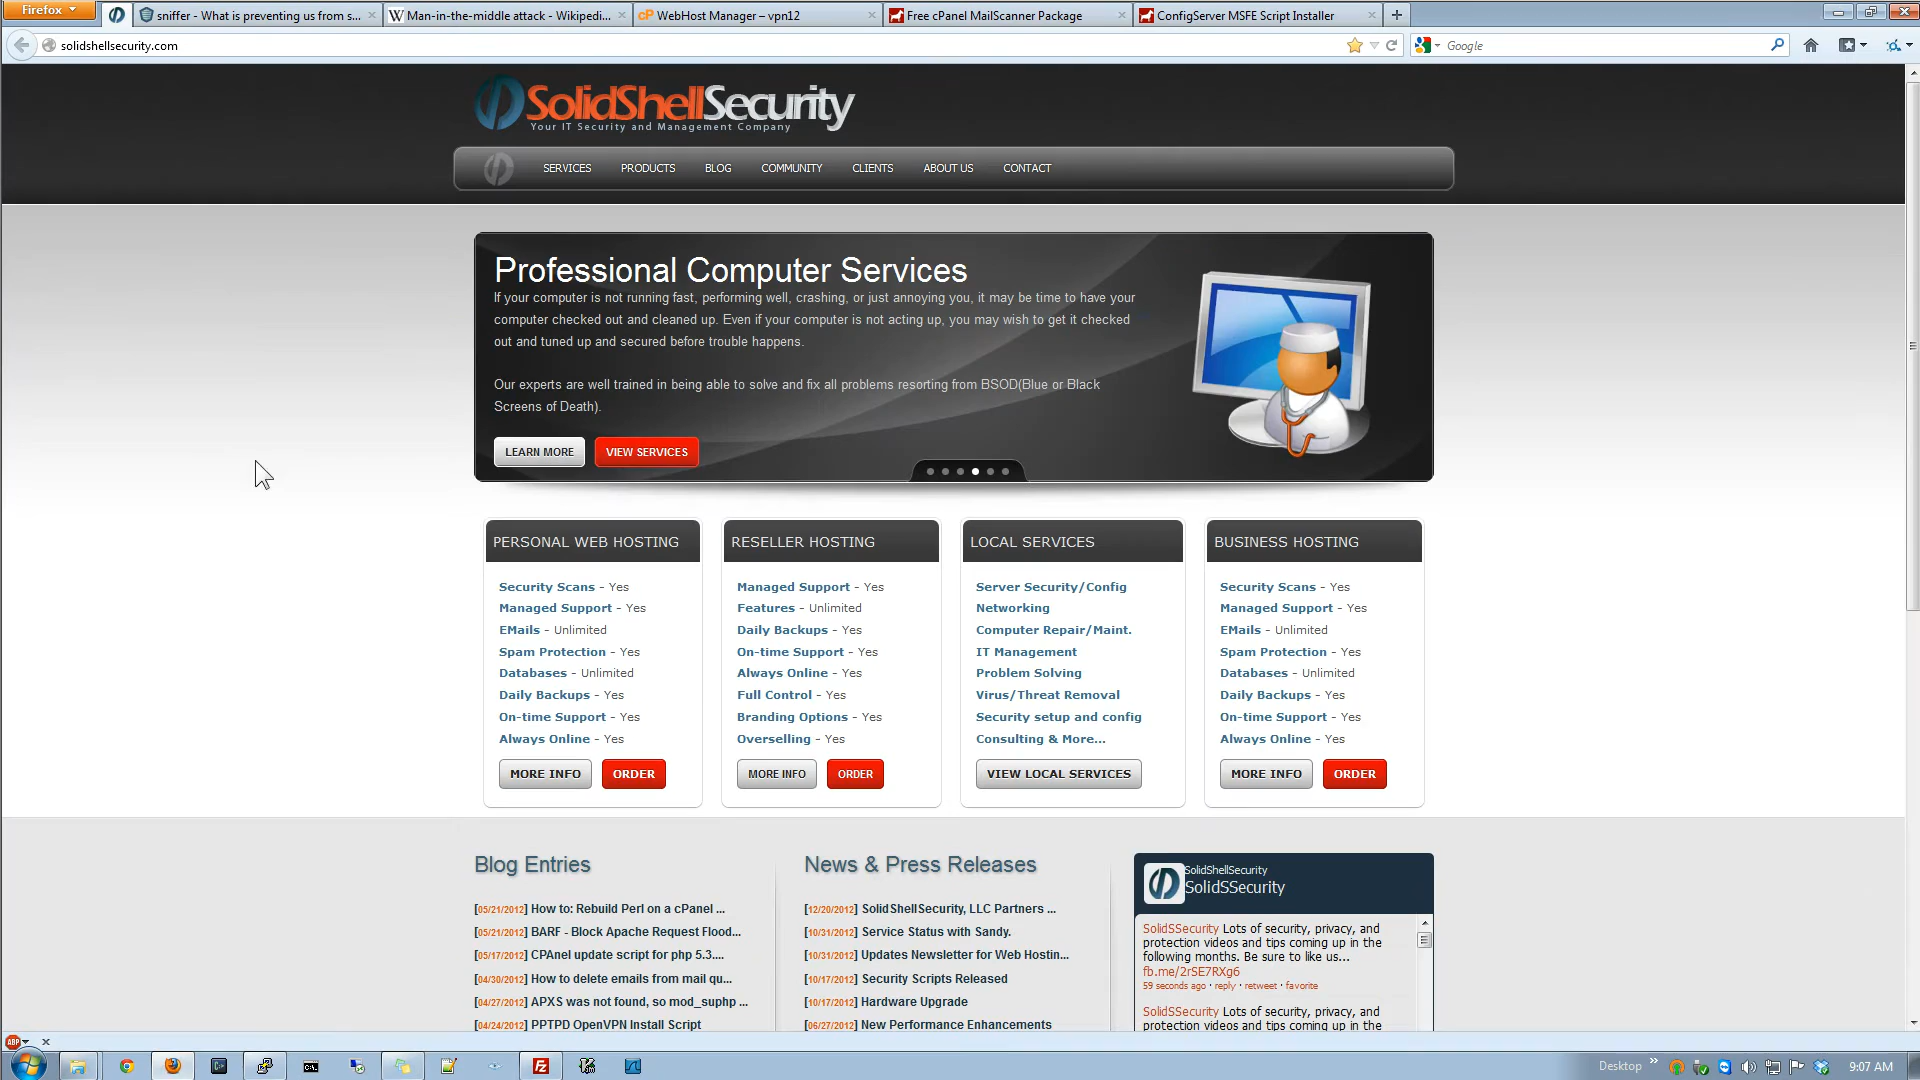 Firefox
sniffer - What is preventing us from s...
Man-in-the-middle attack - Wikipedi...
cP WebHost Manager – vpn12
Free cPanel MailScanner Package
ConfigServer MSFE Script Installer
solidshellsecurity.com
Google
SolidShellSecurity
Your IT Security and Management Company
SERVICES
PRODUCTS
BLOG
COMMUNITY
CLIENTS
ABOUT US
CONTACT
Professional Computer Services
If your computer is not running fast, performing well, crashing, or just annoying you, it may be time to have your
computer checked out and cleaned up. Even if your computer is not acting up, you may wish to get it checked
out and tuned up and secured before trouble happens.
Our experts are well trained in being able to solve and fix all problems resorting from BSOD(Blue or Black
Screens of Death).
LEARN MORE
VIEW SERVICES
PERSONAL WEB HOSTING
Security Scans - Yes
Managed Support - Yes
EMails - Unlimited
Spam Protection - Yes
Databases - Unlimited
Daily Backups - Yes
On-time Support - Yes
Always Online - Yes
MORE INFO
ORDER
RESELLER HOSTING
Managed Support - Yes
Features - Unlimited
Daily Backups - Yes
On-time Support - Yes
Always Online - Yes
Full Control - Yes
Branding Options - Yes
Overselling - Yes
MORE INFO
ORDER
LOCAL SERVICES
Server Security/Config
Networking
Computer Repair/Maint.
IT Management
Problem Solving
Virus/Threat Removal
Security setup and config
Consulting & More...
VIEW LOCAL SERVICES
BUSINESS HOSTING
Security Scans - Yes
Managed Support - Yes
EMails - Unlimited
Spam Protection - Yes
Databases - Unlimited
Daily Backups - Yes
On-time Support - Yes
Always Online - Yes
MORE INFO
ORDER
Blog Entries
[05/21/2012] How to: Rebuild Perl on a cPanel ...
[05/21/2012] BARF - Block Apache Request Flood...
[05/17/2012] CPAnel update script for php 5.3....
[04/30/2012] How to delete emails from mail qu...
[04/27/2012] APXS was not found, so mod_suphp ...
[04/24/2012] PPTPD OpenVPN Install Script
News & Press Releases
[12/20/2012] SolidShellSecurity, LLC Partners ...
[10/31/2012] Service Status with Sandy.
[10/31/2012] Updates Newsletter for Web Hostin...
[10/17/2012] Security Scripts Released
[10/17/2012] Hardware Upgrade
[06/27/2012] New Performance Enhancements
SolidShellSecurity
SolidSSecurity
SolidSSecurity Lots of security, privacy, and
protection videos and tips coming up in the
following months. Be sure to like us...
fb.me/2rSE7RXg6
59 seconds ago · reply · retweet · favorite
SolidSSecurity Lots of security, privacy, and
protection videos and tips coming up in the
ABP
Desktop
9:07 AM